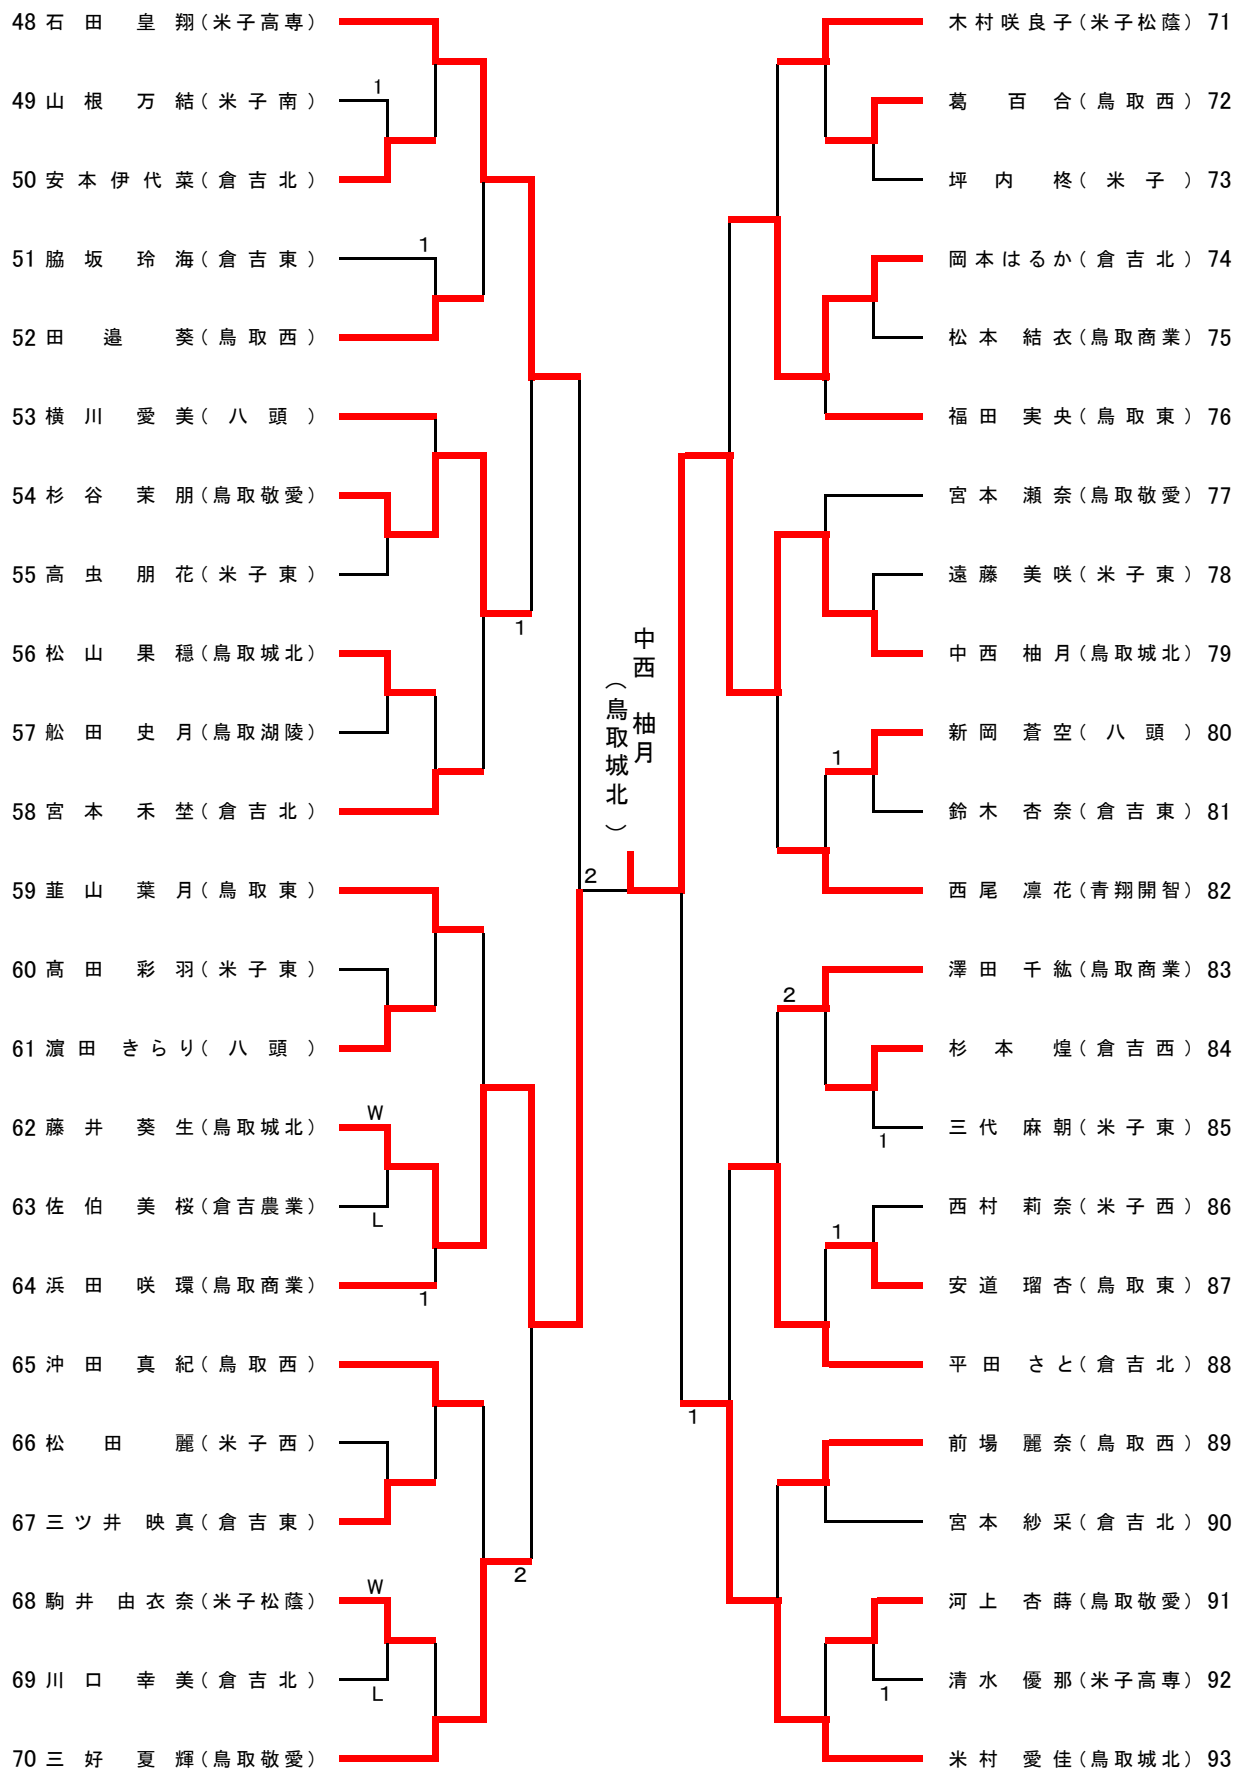 48 石田 皇翔(米子高専)
1
49 山根 万結(米子南)
50 安本伊代菜(倉吉北)
1
51 脇坂 玲海(倉吉東)
52 田邉 葵(鳥取西)
53 横川 愛美(八頭)
54 杉谷 茉朋(鳥取敬愛)
55 高虫 朋花(米子東)
1
56 松山 果穏(鳥取城北)
57 舩田 史月(鳥取湖陵)
58 宮本 禾埜(倉吉北)
59 韮山 葉月(鳥取東)
60 髙田 彩羽(米子東)
61 濵田 きらり(八頭)
W
62 藤井 葵生(鳥取城北)
63 佐伯 美桜(倉吉農業)
L
64 浜田 咲環(鳥取商業)
1
65 沖田 真紀(鳥取西)
66 松田 麗(米子西)
67 三ツ井 映真(倉吉東)
2
W
68 駒井 由衣奈(米子松蔭)
69 川口 幸美(倉吉北)
L
70 三好 夏輝(鳥取敬愛)
中西 柚月
(鳥取城北)
2
木村咲良子(米子松蔭) 71
葛 百合(鳥取西) 72
坪内 柊(米子) 73
岡本はるか(倉吉北) 74
松本 結衣(鳥取商業) 75
福田 実央(鳥取東) 76
宮本 瀬奈(鳥取敬愛) 77
遠藤 美咲(米子東) 78
中西 柚月(鳥取城北) 79
新岡 蒼空(八頭) 80
1
鈴木 杏奈(倉吉東) 81
西尾 凛花(青翔開智) 82
澤田 千紘(鳥取商業) 83
2
杉本 煌(倉吉西) 84
三代 麻朝(米子東) 85
1
西村 莉奈(米子西) 86
1
安道 瑠杏(鳥取東) 87
平田 さと(倉吉北) 88
1
前場 麗奈(鳥取西) 89
宮本 紗采(倉吉北) 90
河上 杏蒔(鳥取敬愛) 91
清水 優那(米子高専) 92
1
米村 愛佳(鳥取城北) 93